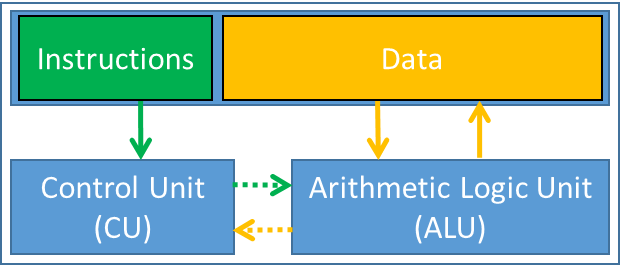 Instructions
Data
Control Unit
(CU)
Arithmetic Logic Unit
(ALU)